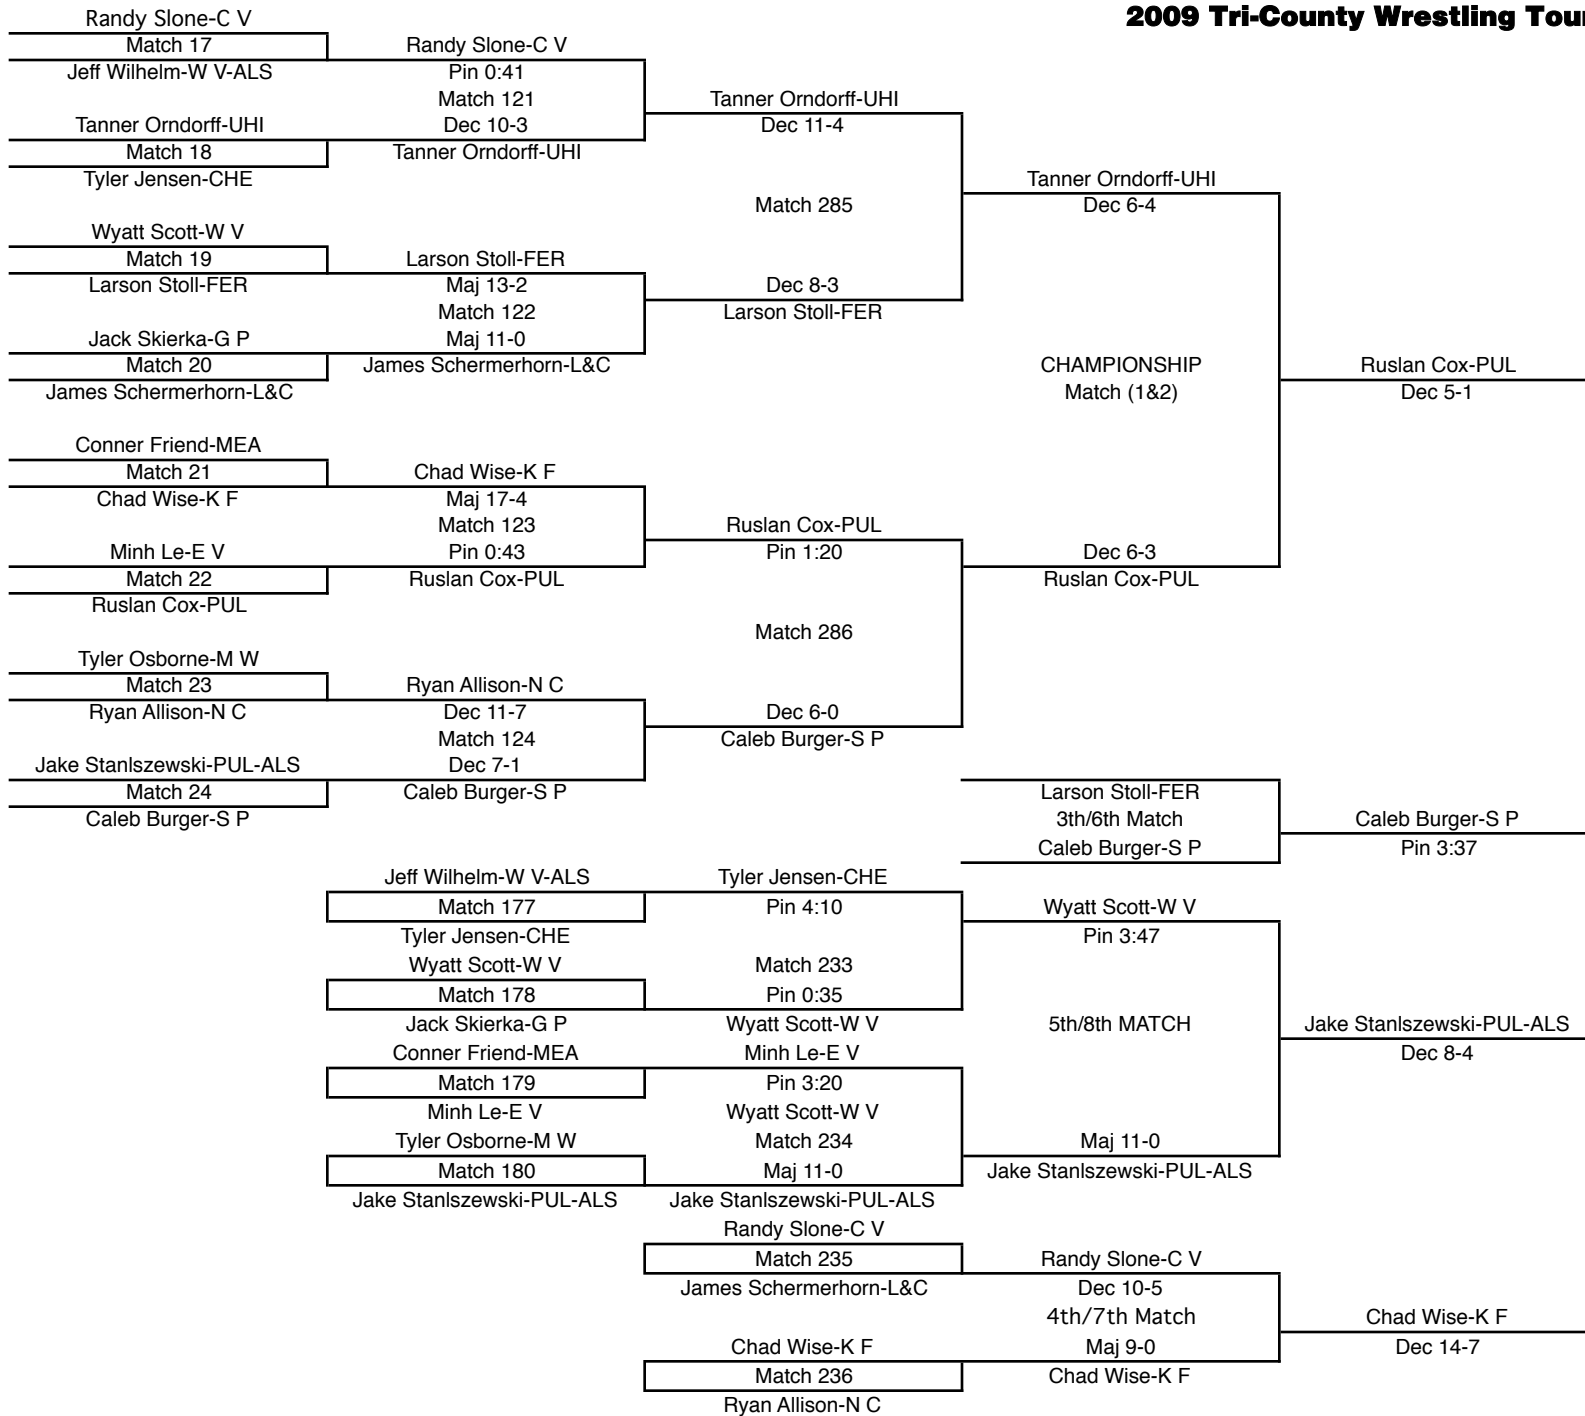 2009 Tri-County Wrestling Tour
Randy Slone-C V
Match 17
Jeff Wilhelm-W V-ALS
Tanner Orndorff-UHI
Match 18
Tyler Jensen-CHE
Wyatt Scott-W V
Match 19
Larson Stoll-FER
Jack Skierka-G P
Match 20
James Schermerhorn-L&C
Conner Friend-MEA
Match 21
Chad Wise-K F
Minh Le-E V
Match 22
Ruslan Cox-PUL
Tyler Osborne-M W
Match 23
Ryan Allison-N C
Jake Stanlszewski-PUL-ALS
Match 24
Caleb Burger-S P
Randy Slone-C V
Pin 0:41
Match 121
Dec 10-3
Tanner Orndorff-UHI
Larson Stoll-FER
Maj 13-2
Match 122
Maj 11-0
James Schermerhorn-L&C
Chad Wise-K F
Maj 17-4
Match 123
Pin 0:43
Ruslan Cox-PUL
Ryan Allison-N C
Dec 11-7
Match 124
Dec 7-1
Caleb Burger-S P
Tanner Orndorff-UHI
Dec 11-4
Match 285
Dec 8-3
Larson Stoll-FER
Ruslan Cox-PUL
Pin 1:20
Match 286
Dec 6-0
Caleb Burger-S P
Tanner Orndorff-UHI
Dec 6-4
CHAMPIONSHIP
Match (1&2)
Dec 6-3
Ruslan Cox-PUL
Ruslan Cox-PUL
Dec 5-1
Larson Stoll-FER
3th/6th Match
Caleb Burger-S P
Caleb Burger-S P
Pin 3:37
Jeff Wilhelm-W V-ALS
Match 177
Tyler Jensen-CHE
Wyatt Scott-W V
Match 178
Jack Skierka-G P
Conner Friend-MEA
Match 179
Minh Le-E V
Tyler Osborne-M W
Match 180
Jake Stanlszewski-PUL-ALS
Tyler Jensen-CHE
Pin 4:10
Match 233
Pin 0:35
Wyatt Scott-W V
Minh Le-E V
Pin 3:20
Wyatt Scott-W V
Match 234
Maj 11-0
Jake Stanlszewski-PUL-ALS
Wyatt Scott-W V
Pin 3:47
5th/8th MATCH
Maj 11-0
Jake Stanlszewski-PUL-ALS
Jake Stanlszewski-PUL-ALS
Dec 8-4
Randy Slone-C V
Match 235
James Schermerhorn-L&C
Chad Wise-K F
Match 236
Ryan Allison-N C
Randy Slone-C V
Dec 10-5
4th/7th Match
Maj 9-0
Chad Wise-K F
Chad Wise-K F
Dec 14-7